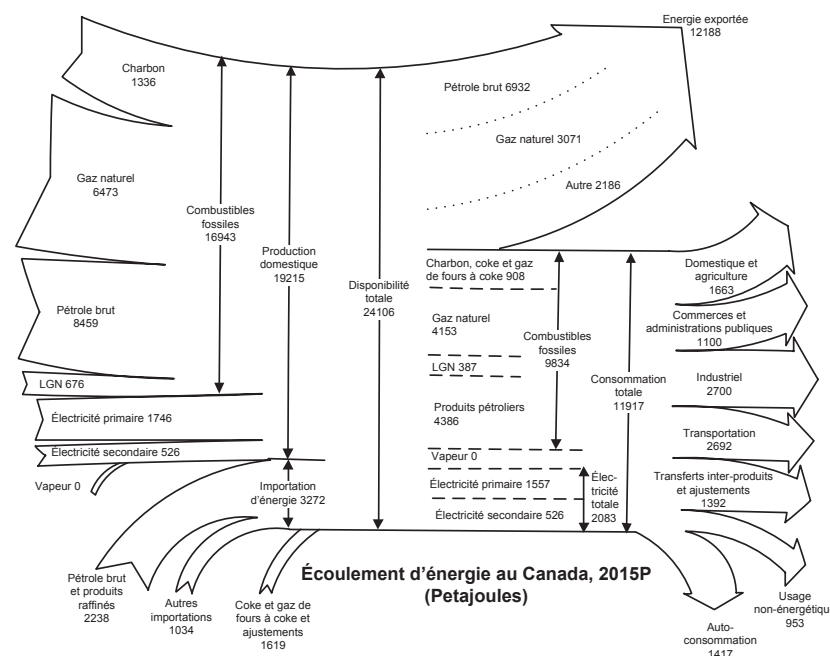 Energie exportée
12188
Charbon
1336
Pétrole brut 6932
Gaz naturel 3071
Autre 2186
Gaz naturel
6473
Combustibles
fossiles
16943
Production
domestique
19215
Disponibilité
totale
24106
Charbon, coke et gaz
de fours à coke 908
Domestique et
agriculture
1663
Pétrole brut
8459
Gaz naturel
4153
Combustibles
fossiles
9834
Commerces et
administrations publiques
1100
LGN 387
Consommation
totale
11917
LGN 676
Industriel
2700
Produits pétroliers
4386
Électricité primaire 1746
Transportation
2692
Électricité secondaire 526
Vapeur 0
Vapeur 0
Importation
d'énergie 3272
Électricité primaire 1557
Élec-
tricité
totale
2083
Transferts inter-produits
et ajustements
1392
Électricité secondaire 526
Écoulement d'énergie au Canada, 2015P
(Petajoules)
Pétrole brut
et produits
raffinés
2238
Autres
importations
1034
Coke et gaz de
fours à coke et
ajustements
1619
Usage
non-énergétiqu
953
Auto-
consommation
1417